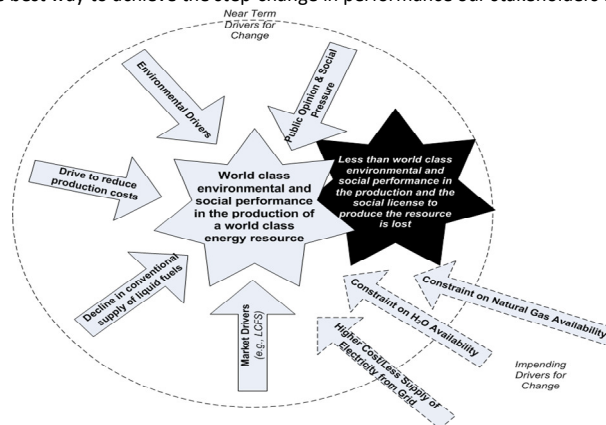 best way to achieve the step change in performance our stakeholders
Near Term
Drivers for
Change
Environmental Drivers
Public Opinion & Social
Pressure
Drive to reduce
production costs
World class
environmental and
social performance
in the production of
a world class
energy resource
Less than world class
environmental and
social performance in
the production and the
social license to
produce the resource
is lost
Decline in conventional
supply of liquid fuels
Market Drivers
(e.g., LCFS)
Constraint on Natural Gas Availability
Constraint on H₂O Availability
Higher Cost/Less Supply of
Electricity from Grid
Impending
Drivers for
Change